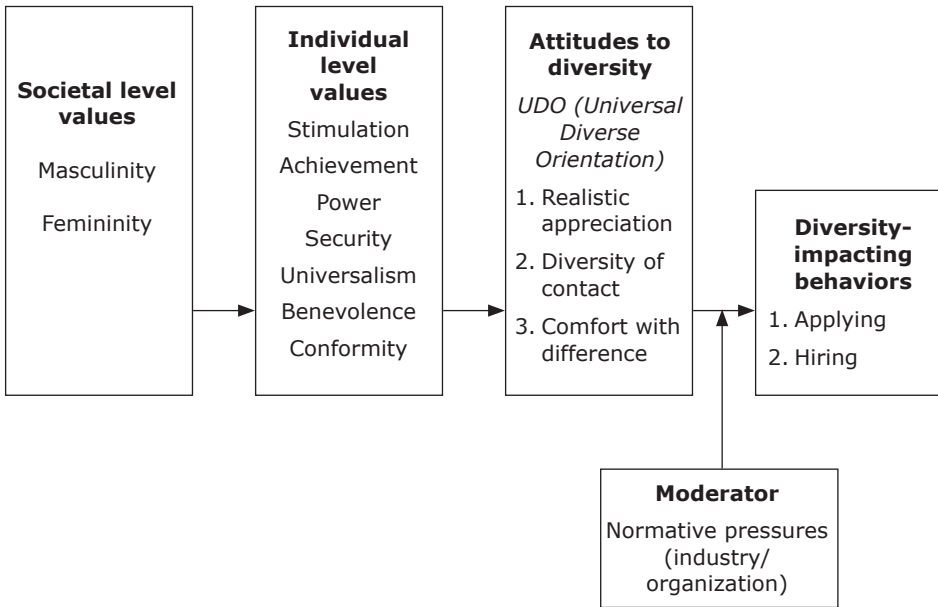 Societal level
values
Masculinity
Femininity
Individual
level
values
Stimulation
Achievement
Power
Security
Universalism
Benevolence
Conformity
Attitudes to
diversity
UDO (Universal
Diverse
Orientation)
1. Realistic
appreciation
2. Diversity of
contact
3. Comfort with
difference
Diversity-
impacting
behaviors
1. Applying
2. Hiring
Moderator
Normative pressures
(industry/
organization)